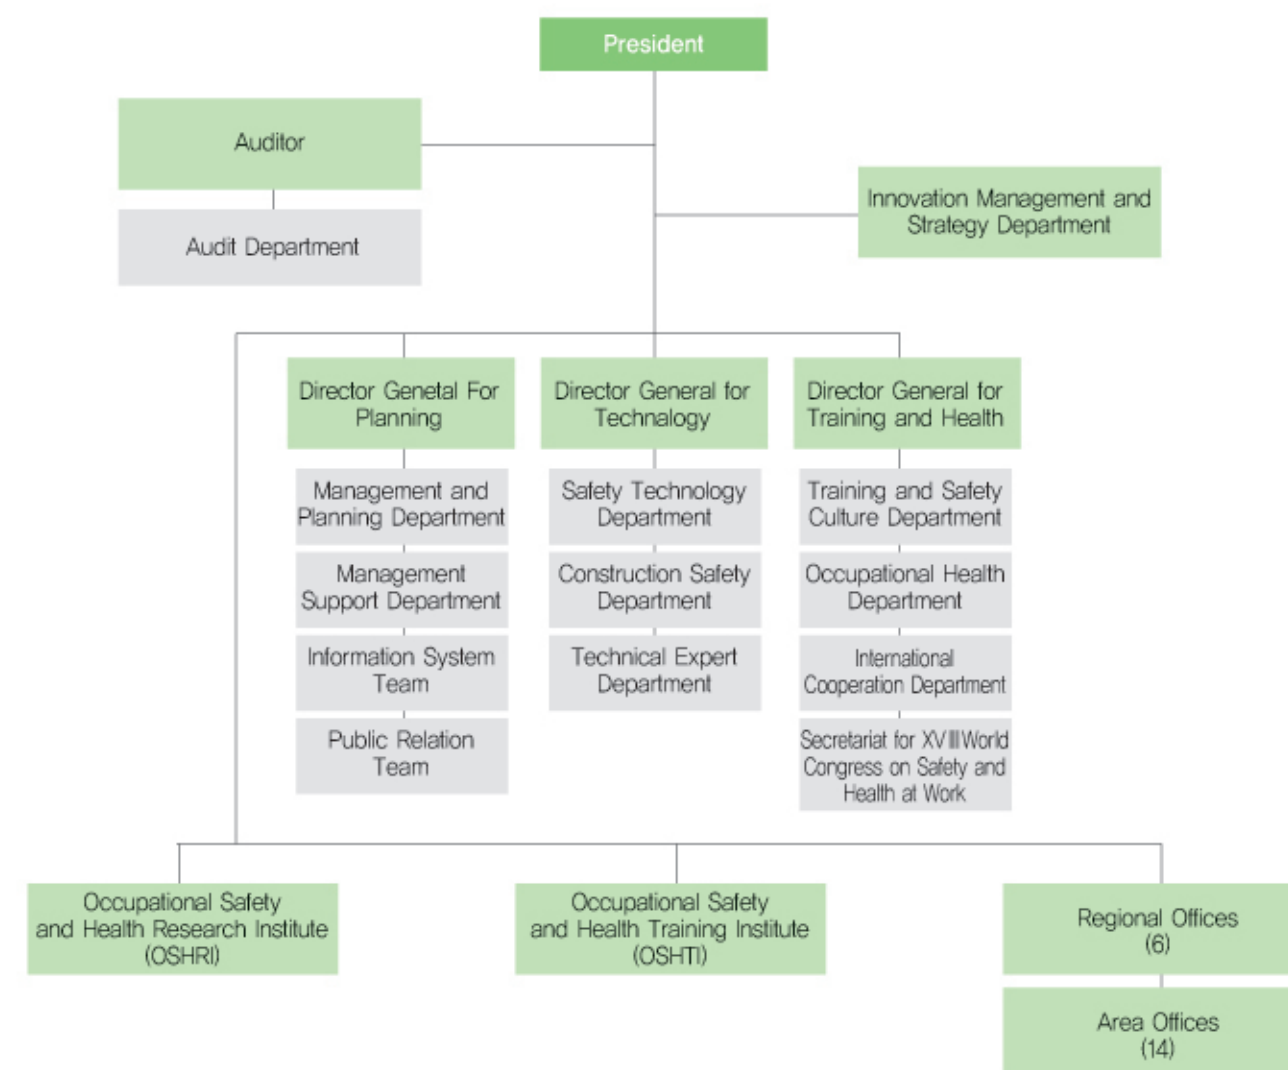 President
Auditor
Audit Department
Innovation Management and
Strategy Department
Director Genetal For
Planning
Management and
Planning Department
Management
Support Department
Information System
Team
Public Relation
Team
Director General for
Technalogy
Safety Technology
Department
Construction Safety
Department
Technical Expert
Department
Director General for
Training and Health
Training and Safety
Culture Department
Occupational Health
Department
International
Cooperation Department
Secretariat for XVIII World
Congress on Safety and
Health at Work
Occupational Safety
and Health Research Institute
(OSHRI)
Occupational Safety
and Health Training Institute
(OSHTI)
Regional Offices
(6)
Area Offices
(14)